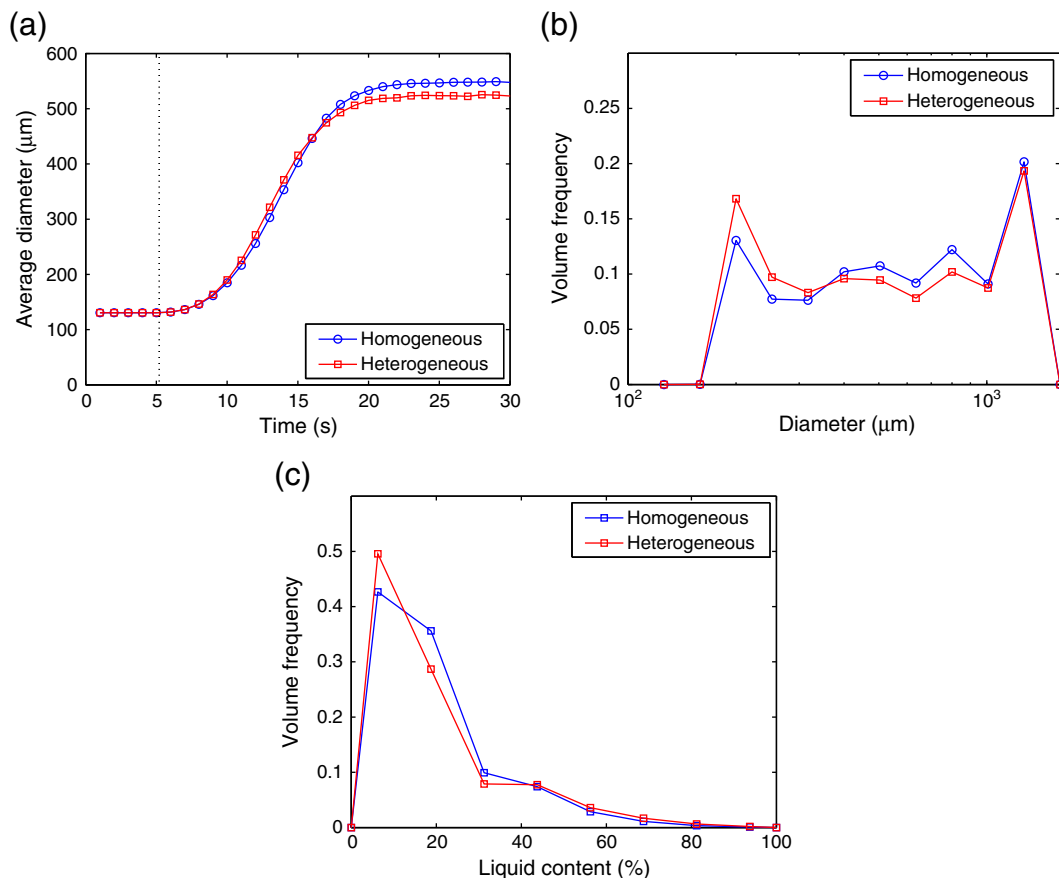 (a)
600
500
400
300
200
100
0
Average diameter (µm)
0 5 10 15 20 25 30
Time (s)
Homogeneous
Heterogeneous
(b)
0.25
0.2
0.15
0.1
0.05
0
Volume frequency
10² 10³
Diameter (µm)
Homogeneous
Heterogeneous
(c)
0.5
0.4
0.3
0.2
0.1
0
Volume frequency
0 20 40 60 80 100
Liquid content (%)
Homogeneous
Heterogeneous